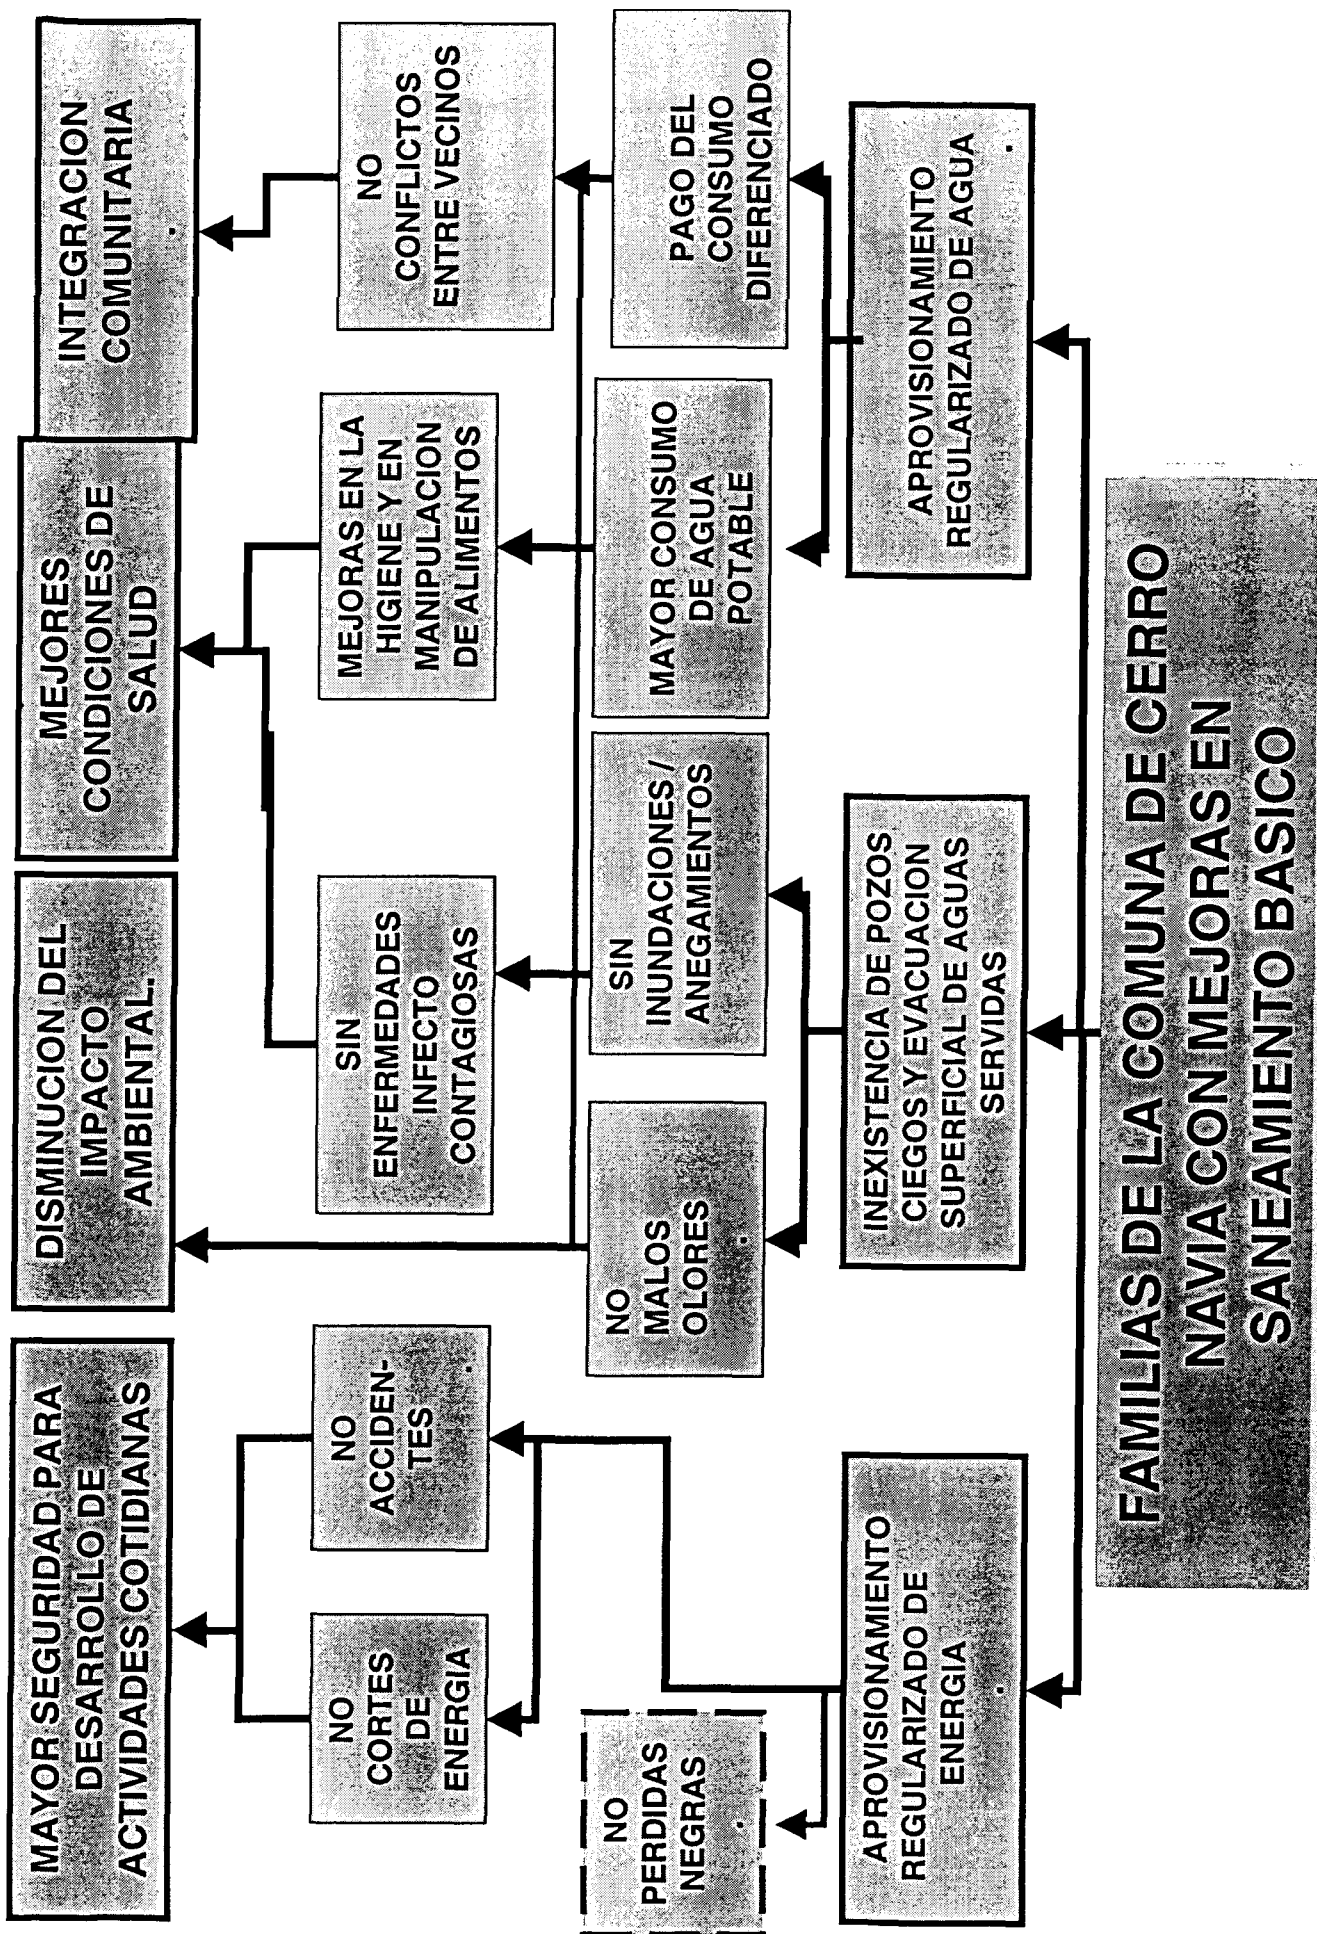 MAYOR SEGURIDAD PARA
DESARROLLO DE
ACTIVIDADES COTIDIANAS
DISMINUCION DEL
IMPACTO
AMBIENTAL.
MEJORES
CONDICIONES DE
SALUD
INTEGRACION
COMUNITARIA
NO
CORTES
DE
ENERGIA
NO
ACCIDEN-
TES
SIN
ENFERMEDADES
INFECTO
CONTAGIOSAS
MEJORAS EN LA
HIGIENE Y EN
MANIPULACION
DE ALIMENTOS
NO
CONFLICTOS
ENTRE VECINOS
NO
PERDIDAS
NEGRAS
NO
MALOS
OLORES
SIN
INUNDACIONES /
ANEGAMIENTOS
MAYOR CONSUMO
DE AGUA
POTABLE
PAGO DEL
CONSUMO
DIFERENCIADO
APROVISIONAMIENTO
REGULARIZADO DE
ENERGIA
INEXISTENCIA DE POZOS
CIEGOS Y EVACUACION
SUPERFICIAL DE AGUAS
SERVIDAS
APROVISIONAMIENTO
REGULARIZADO DE AGUA
FAMILIAS DE LA COMUNA DE CERRO
NAVIA CON MEJORAS EN
SANEAMIENTO BASICO